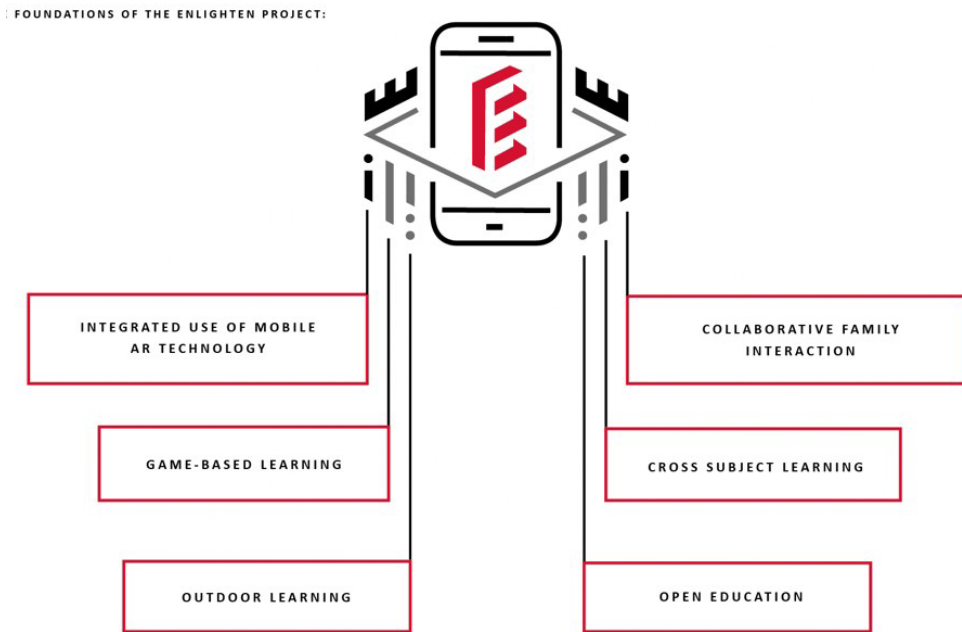 FOUNDATIONS OF THE ENLIGHTEN PROJECT:
INTEGRATED USE OF MOBILE
AR TECHNOLOGY
COLLABORATIVE FAMILY
INTERACTION
GAME-BASED LEARNING
CROSS SUBJECT LEARNING
OUTDOOR LEARNING
OPEN EDUCATION